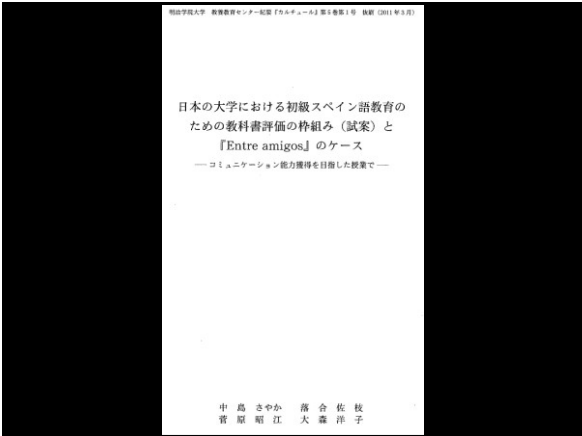 明治学院大学 教養教育センター紀要『カルチュール』第5巻第1号 抜刷(2011年3月)
日本の大学における初級スペイン語教育の
ための教科書評価の枠組み(試案)と
『Entre amigos』のケース
── コミュニケーション能力獲得を目指した授業で ──
中島 さやか 落合佐枝
菅原昭江 大森洋子